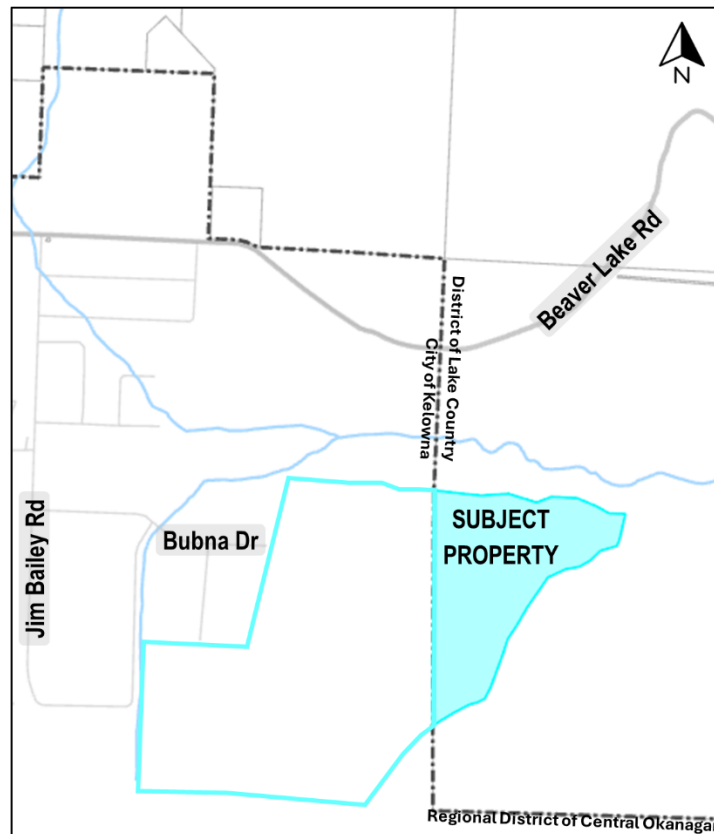 N
Beaver Lake Rd
District of Lake Country
City of Kelowna
SUBJECT
PROPERTY
Bubna Dr
Jim Bailey Rd
Regional District of Central Okanagan